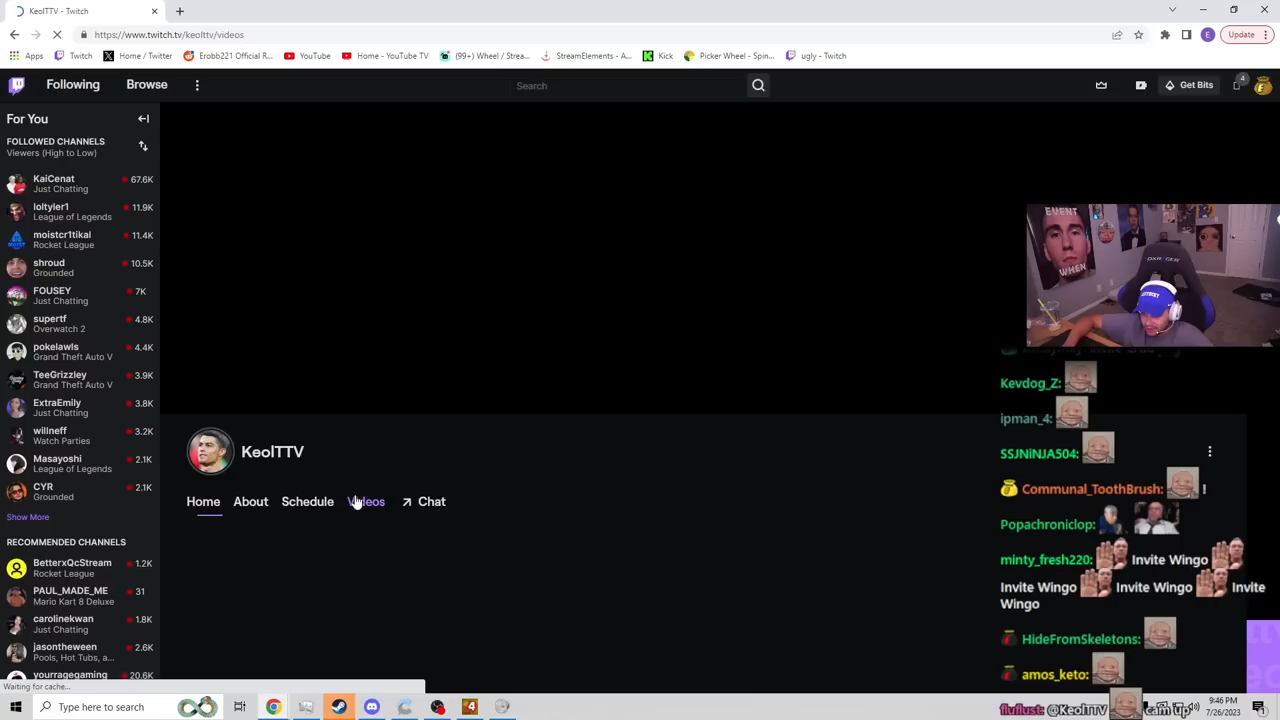 KeolTTV - Twitch
https://www.twitch.tv/keolttv/videos
Update
Apps
Twitch
Home / Twitter
Erobb221 Official R...
YouTube
Home - YouTube TV
(99+) Wheel / Strea...
StreamElements - A...
Kick
Picker Wheel - Spin...
ugly - Twitch
Following
Browse
Search
Get Bits
4
For You
FOLLOWED CHANNELS
Viewers (High to Low)
KaiCenat 67.6K
Just Chatting
loltyler1 11.9K
League of Legends
moistcr1tikal 11.4K
Rocket League
shroud 10.5K
Grounded
FOUSEY 7K
Just Chatting
supertf 4.8K
Overwatch 2
pokelawls 4.4K
Grand Theft Auto V
TeeGrizzley 3.9K
Grand Theft Auto V
ExtraEmily 3.8K
Just Chatting
willneff 3.2K
Watch Parties
Masayoshi 2.1K
League of Legends
CYR 2.1K
Grounded
Show More
RECOMMENDED CHANNELS
BetterxQcStream 1.2K
Rocket League
PAUL_MADE_ME 31
Mario Kart 8 Deluxe
carolinekwan 1.8K
Just Chatting
jasontheween 2.6K
Pools, Hot Tubs, a...
yourragegaming 20.6K
Waiting for cache...
KeolTTV
Home
About
Schedule
Videos
Chat
EVENT
WHEN
DXRACER
Kevdog_Z:
ipman_4:
SSJNiNJA504:
Communal_ToothBrush: !
Popachroniclop:
minty_fresh220: Invite Wingo
Invite Wingo Invite Wingo Invite
Wingo
HideFromSkeletons:
amos_keto:
fluflust: @KeolTTV cam up
Type here to search
9:46 PM
7/26/2023